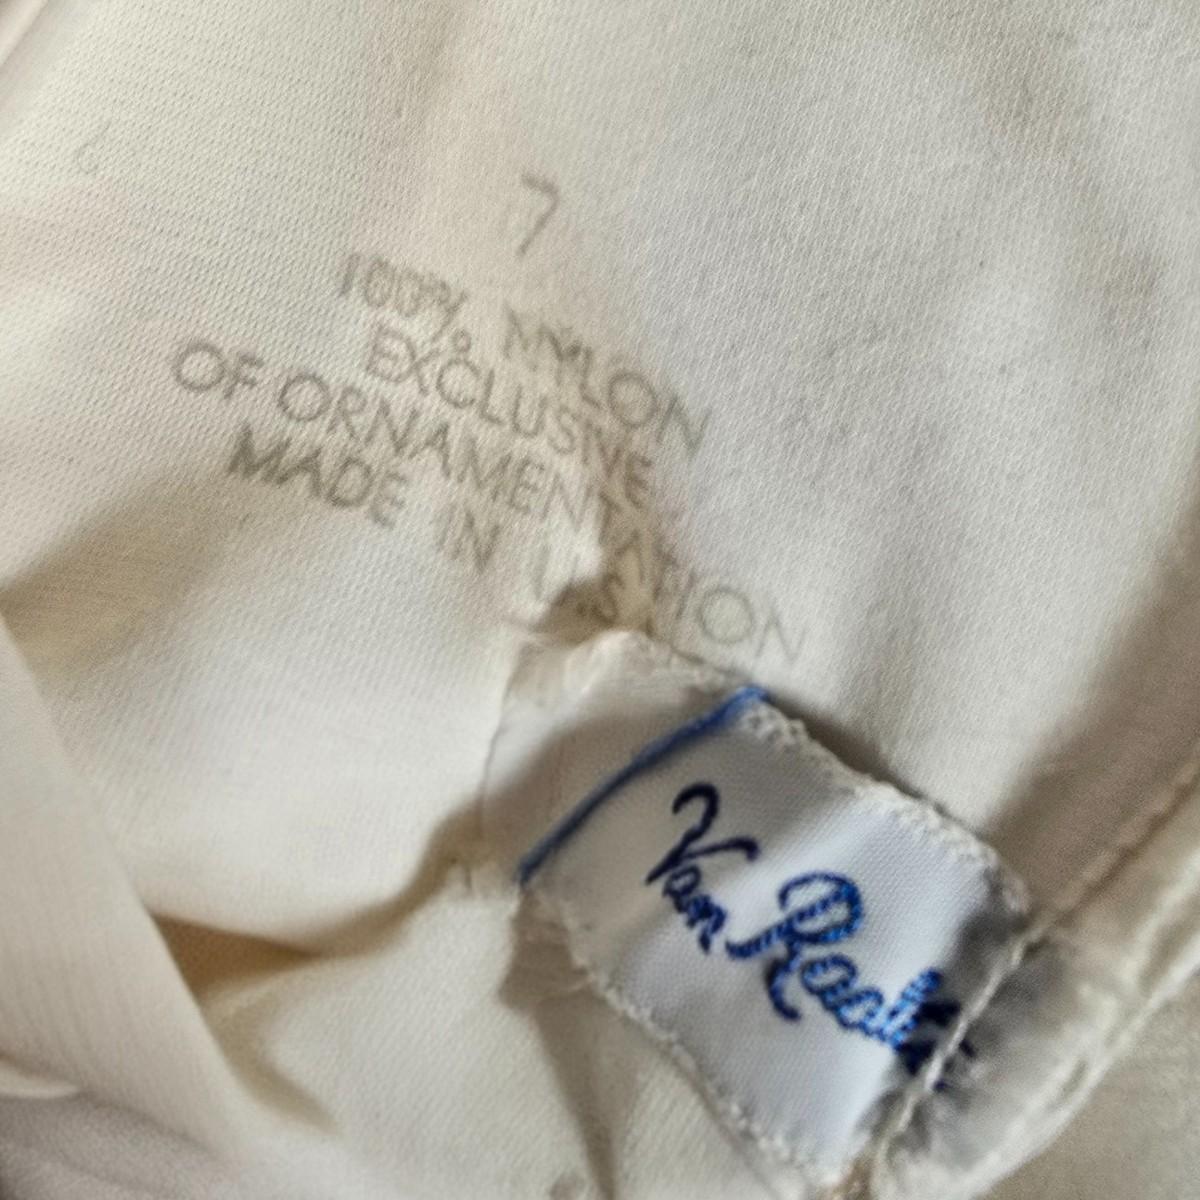 7
100% NYLON
EXCLUSIVE
OF ORNAMENTATION
MADE IN U.S.
Van Raalte